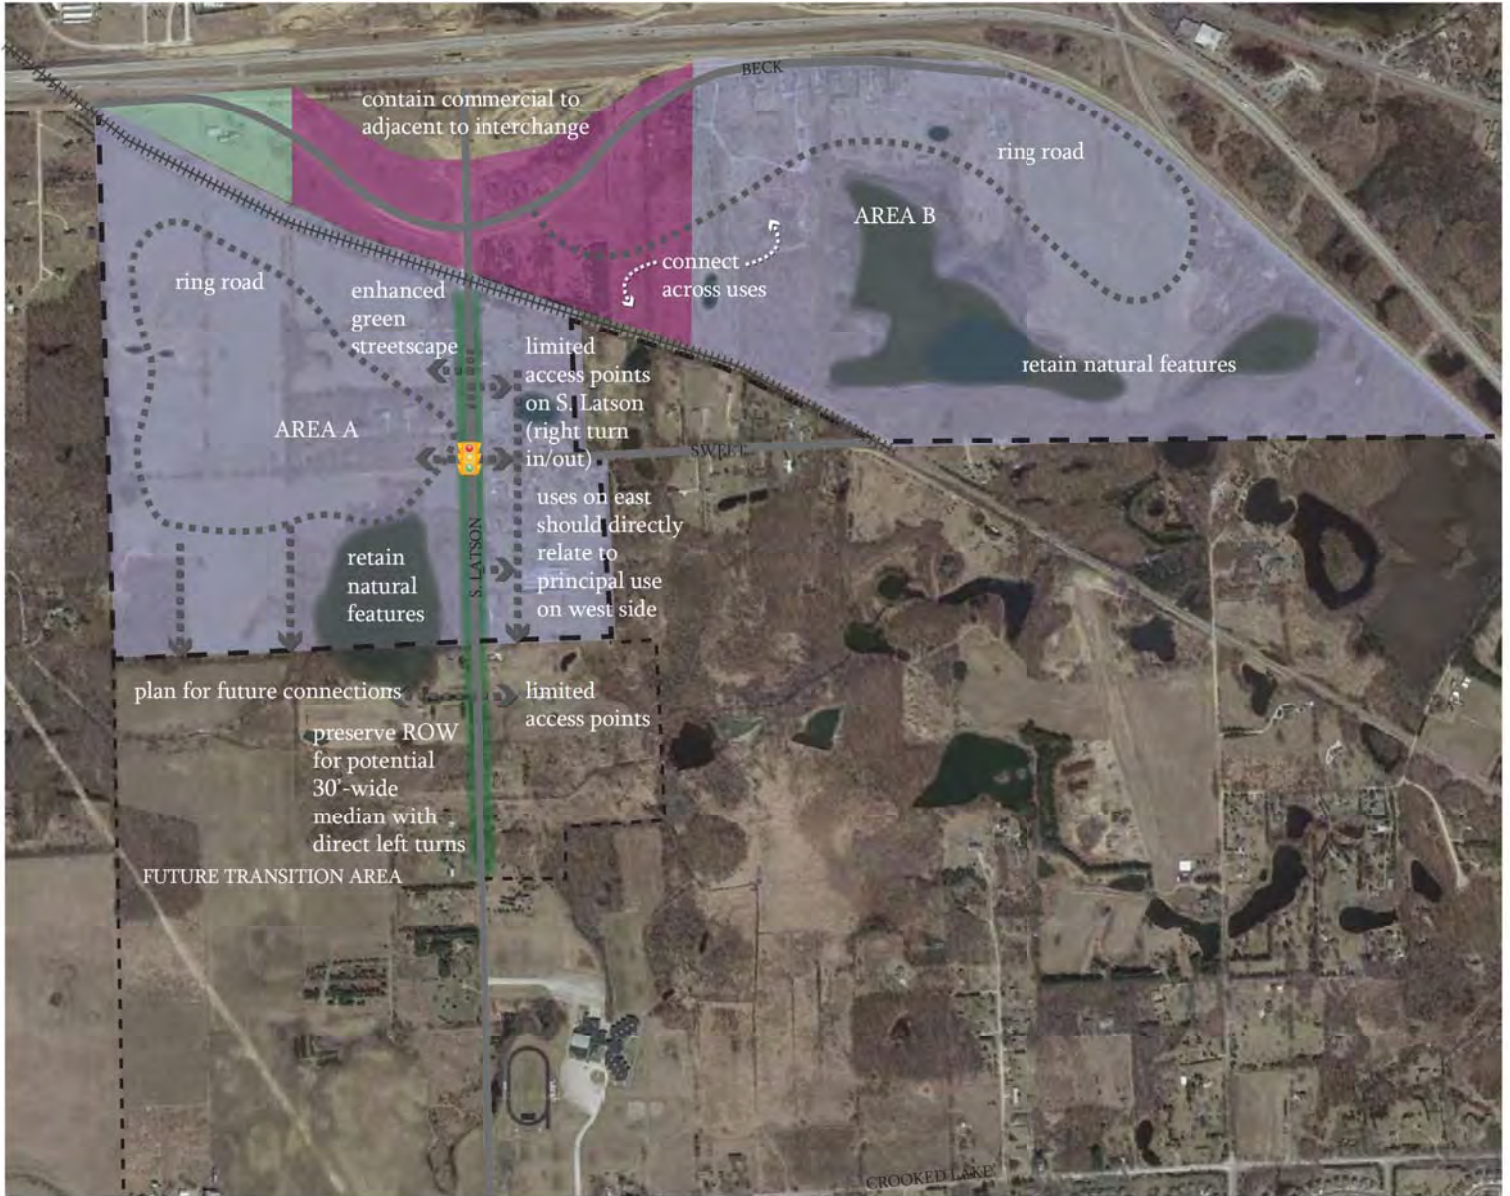 BECK
contain commercial to
adjacent to interchange
ring road
AREA B
connect
across uses
ring road
enhanced
green
streetscape
limited
access points
on S. Latson
(right turn
in/out)
retain natural features
AREA A
SWEET
uses on east
should directly
relate to
principal use
on west side
S. LATSON
retain
natural
features
plan for future connections
limited
access points
preserve ROW
for potential
30'-wide
median with
direct left turns
FUTURE TRANSITION AREA
CROOKED LAKE